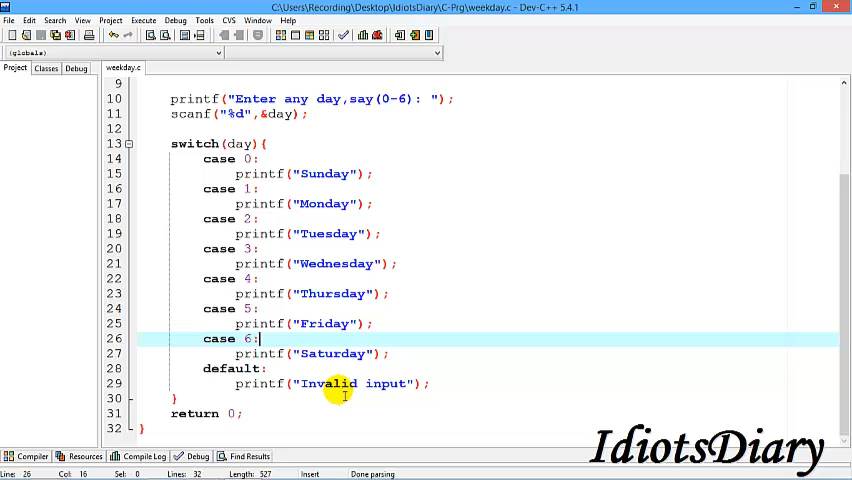 C:\Users\Recording\Desktop\IdiotsDiary\C-Prg\weekday.c - Dev-C++ 5.4.1
File Edit Search View Project Execute Debug Tools CVS Window Help
(globals)
Project Classes Debug
weekday.c
9
10 printf("Enter any day,say(0-6): ");
11 scanf("%d",&day);
12
13 switch(day){
14 case 0:
15 printf("Sunday");
16 case 1:
17 printf("Monday");
18 case 2:
19 printf("Tuesday");
20 case 3:
21 printf("Wednesday");
22 case 4:
23 printf("Thursday");
24 case 5:
25 printf("Friday");
26 case 6:
27 printf("Saturday");
28 default:
29 printf("Invalid input");
30 }
31 return 0;
32 }
Compiler Resources Compile Log Debug Find Results
IdiotsDiary
Line: 26 Col: 16 Sel: 0 Lines: 32 Length: 527 Insert Done parsing